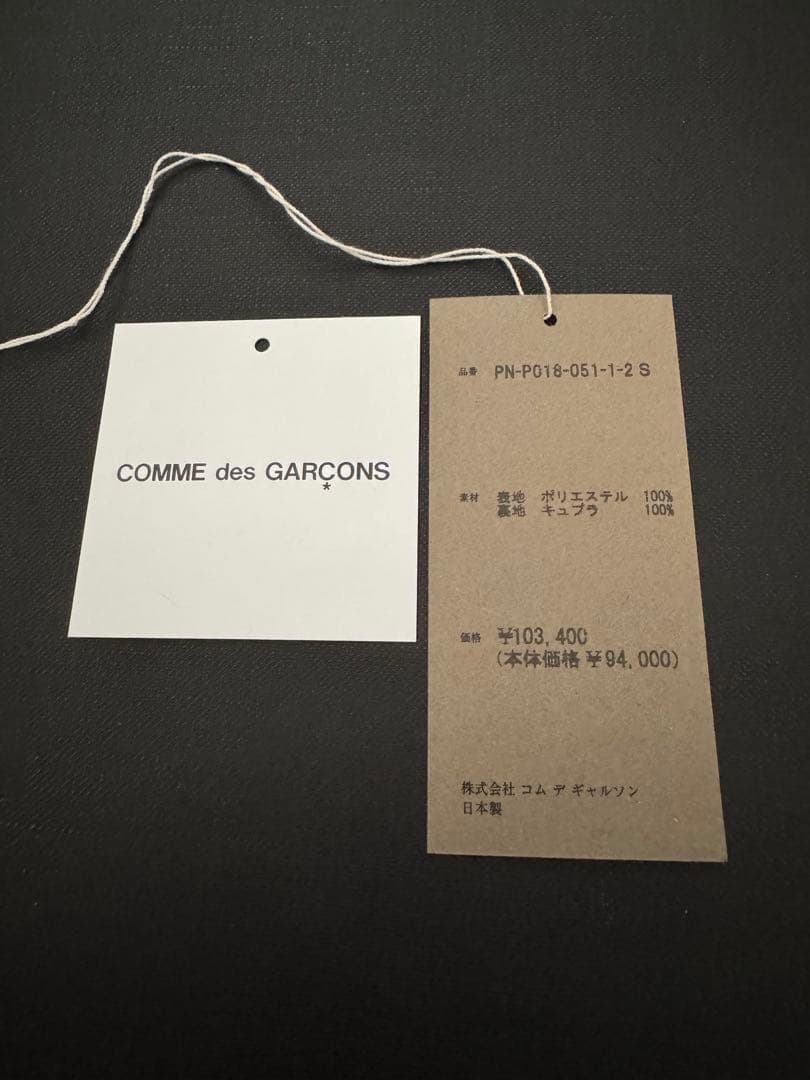 COMME des GARÇONS
*
品番 PN-P018-051-1-2 S
素材 表地 ポリエステル 100%
裏地 キュプラ 100%
価格 ¥103,400
(本体価格 ¥94,000)
株式会社 コム デ ギャルソン
日本製